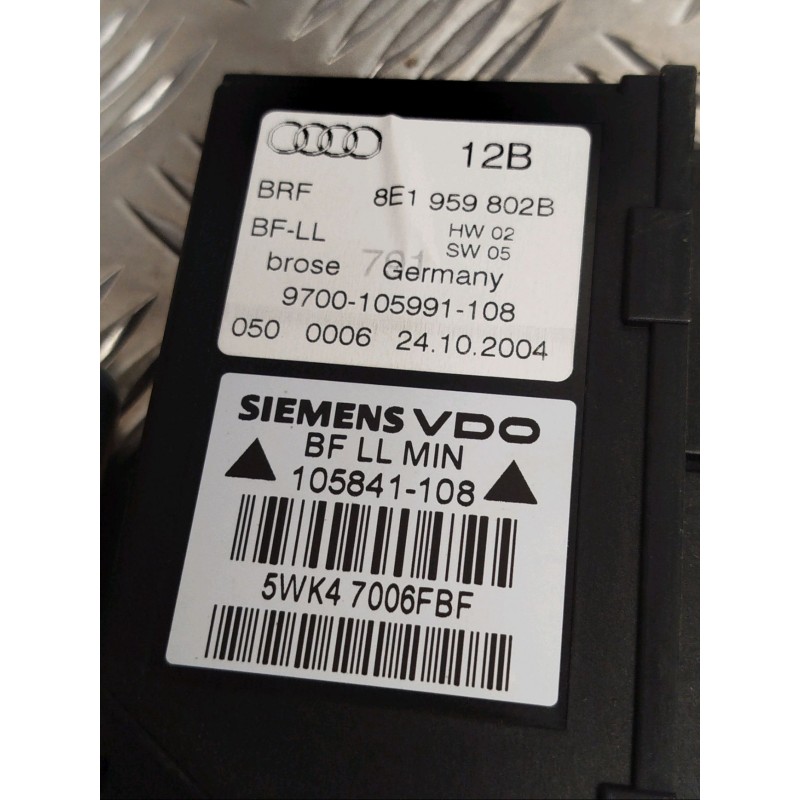 12B
BRF 8E1 959 802B
BF-LL HW 02
SW 05
brose Germany
9700-105991-108
050 0006 24.10.2004
SIEMENS VDO
BF LL MIN
105841-108
5WK4 7006FBF